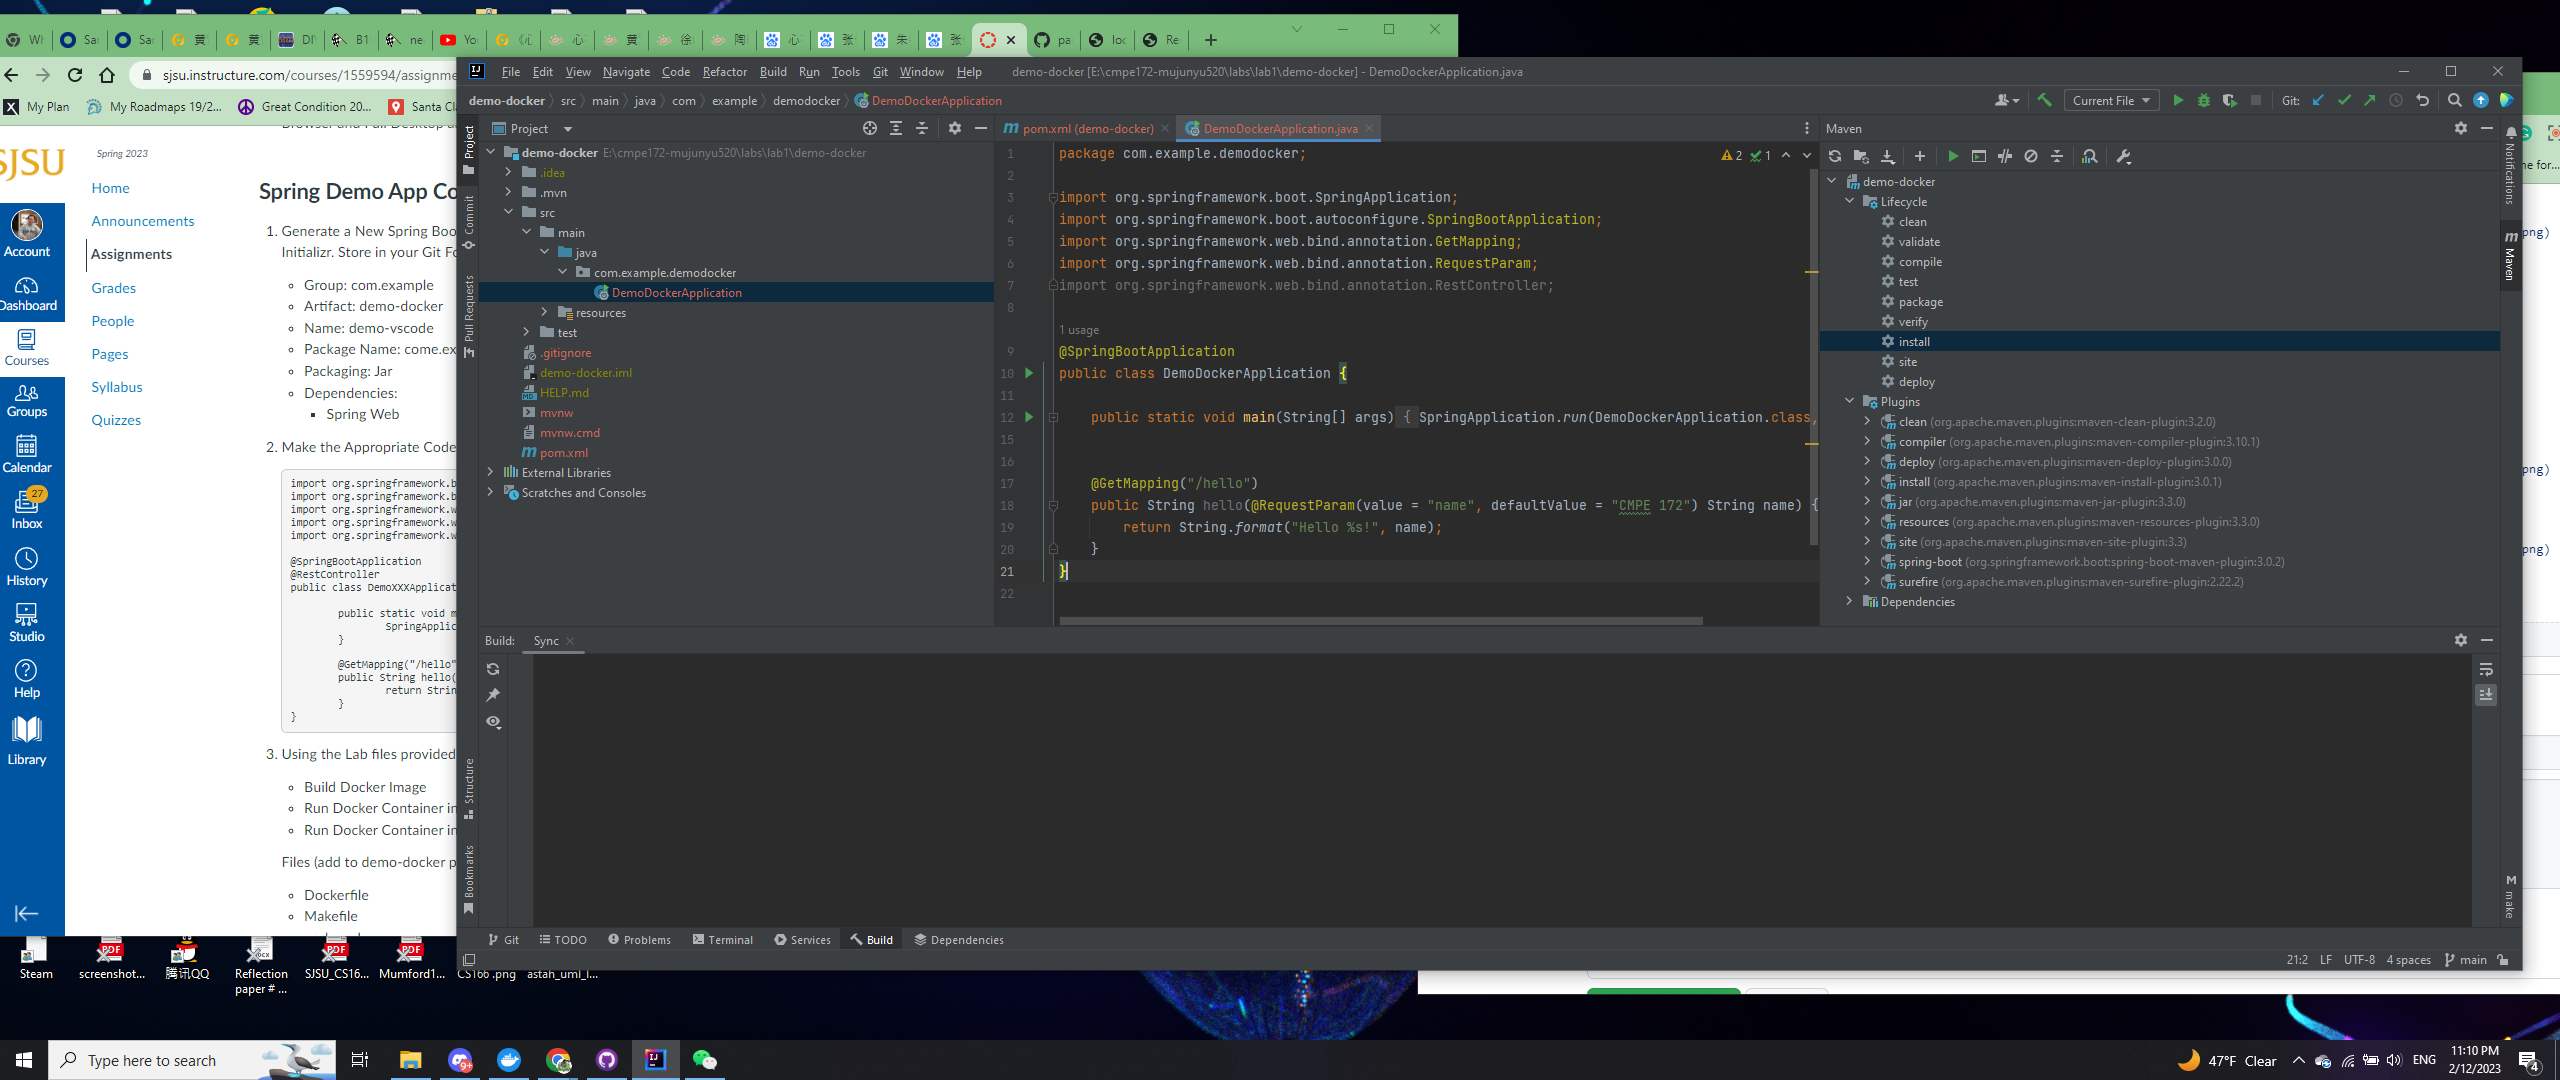 sjsu.instructure.com/courses/1559594/assignme
My Plan
My Roadmaps 19/2...
Great Condition 20...
Spring 2023
Home
Announcements
Assignments
Grades
People
Pages
Syllabus
Quizzes
Account
Dashboard
Courses
Groups
Calendar
27
Inbox
History
Studio
Help
Library
Spring Demo App Co
1. Generate a New Spring Boo
Initializr. Store in your Git Fo
Group: com.example
Artifact: demo-docker
Name: demo-vscode
Package Name: come.ex
Packaging: Jar
Dependencies:
Spring Web
2. Make the Appropriate Code
import org.springframework.b
import org.springframework.b
import org.springframework.w
import org.springframework.w
import org.springframework.w
@SpringBootApplication
@RestController
public class DemoXXXApplicat
public static void m
SpringApplic
}
@GetMapping("/hello"
public String hello(
return Strin
}
}
3. Using the Lab files provided
Build Docker Image
Run Docker Container in
Run Docker Container in
Files (add to demo-docker p
Dockerfile
Makefile
File Edit View Navigate Code Refactor Build Run Tools Git Window Help
demo-docker [E:\cmpe172-mujunyu520\labs\lab1\demo-docker] - DemoDockerApplication.java
demo-docker src main java com example demodocker DemoDockerApplication
Current File
Git:
Project
demo-docker E:\cmpe172-mujunyu520\labs\lab1\demo-docker
.idea
.mvn
src
main
java
com.example.demodocker
DemoDockerApplication
resources
test
.gitignore
demo-docker.iml
HELP.md
mvnw
mvnw.cmd
pom.xml
External Libraries
Scratches and Consoles
Project
Commit
Pull Requests
Structure
Bookmarks
pom.xml (demo-docker)
DemoDockerApplication.java
2 1
1 package com.example.demodocker;
2
3 import org.springframework.boot.SpringApplication;
4 import org.springframework.boot.autoconfigure.SpringBootApplication;
5 import org.springframework.web.bind.annotation.GetMapping;
6 import org.springframework.web.bind.annotation.RequestParam;
7 import org.springframework.web.bind.annotation.RestController;
8
1 usage
9 @SpringBootApplication
10 public class DemoDockerApplication {
11
12 public static void main(String[] args) { SpringApplication.run(DemoDockerApplication.class,
15
16
17 @GetMapping("/hello")
18 public String hello(@RequestParam(value = "name", defaultValue = "CMPE 172") String name) {
19 return String.format("Hello %s!", name);
20 }
21 }
22
Maven
demo-docker
Lifecycle
clean
validate
compile
test
package
verify
install
site
deploy
Plugins
clean (org.apache.maven.plugins:maven-clean-plugin:3.2.0)
compiler (org.apache.maven.plugins:maven-compiler-plugin:3.10.1)
deploy (org.apache.maven.plugins:maven-deploy-plugin:3.0.0)
install (org.apache.maven.plugins:maven-install-plugin:3.0.1)
jar (org.apache.maven.plugins:maven-jar-plugin:3.3.0)
resources (org.apache.maven.plugins:maven-resources-plugin:3.3.0)
site (org.apache.maven.plugins:maven-site-plugin:3.3)
spring-boot (org.springframework.boot:spring-boot-maven-plugin:3.0.2)
surefire (org.apache.maven.plugins:maven-surefire-plugin:2.22.2)
Dependencies
Notifications
Maven
make
Build: Sync
Git TODO Problems Terminal Services Build Dependencies
21:2 LF UTF-8 4 spaces main
png)
png)
png)
Steam
screenshot...
腾讯QQ
Reflection
paper # ...
SJSU_CS16...
Mumford1...
CS166 .png
astah_uml_l...
Type here to search
47°F Clear
ENG
11:10 PM
2/12/2023
4